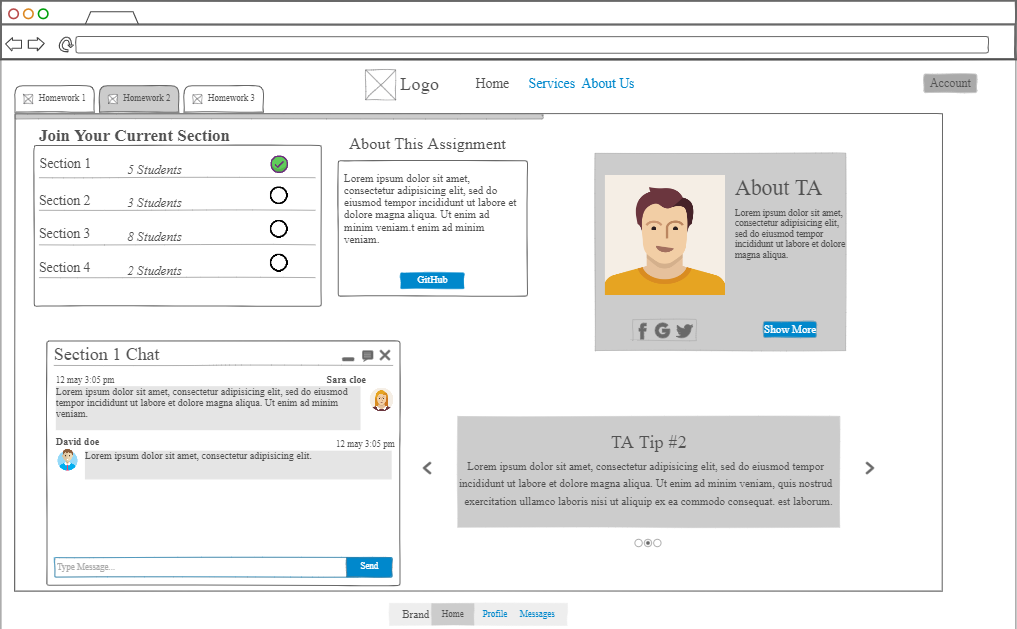 Logo
Home
Services
About Us
Account
Homework 1
Homework 2
Homework 3
Join Your Current Section
Section 1
5 Students
Section 2
3 Students
Section 3
8 Students
Section 4
2 Students
About This Assignment
Lorem ipsum dolor sit amet,
consectetur adipisicing elit, sed do
eiusmod tempor
incididunt ut labore et
dolore magna aliqua. Ut enim ad
minim veniam.t enim ad minim
veniam.
GitHub
About TA
Lorem ipsum dolor sit amet,
consectetur adipisicing elit,
sed do eiusmod tempor
incididunt ut labore et dolore
magna aliqua.
Show More
Section 1 Chat
12 may 3:05 pm
Sara cloe
Lorem ipsum dolor sit amet, consectetur adipisicing elit, sed do eiusmod
tempor incididunt ut labore et dolore magna aliqua. Ut enim ad minim
veniam.
David doe
12 may 3:05 pm
Lorem ipsum dolor sit amet, consectetur adipisicing elit.
Type Message...
Send
TA Tip #2
Lorem ipsum dolor sit amet, consectetur adipisicing elit, sed do eiusmod tempor
incididunt ut labore et dolore magna aliqua. Ut enim ad minim veniam, quis nostrud
exercitation ullamco laboris nisi ut aliquip ex ea commodo consequat. est laborum.
Brand
Home
Profile
Messages